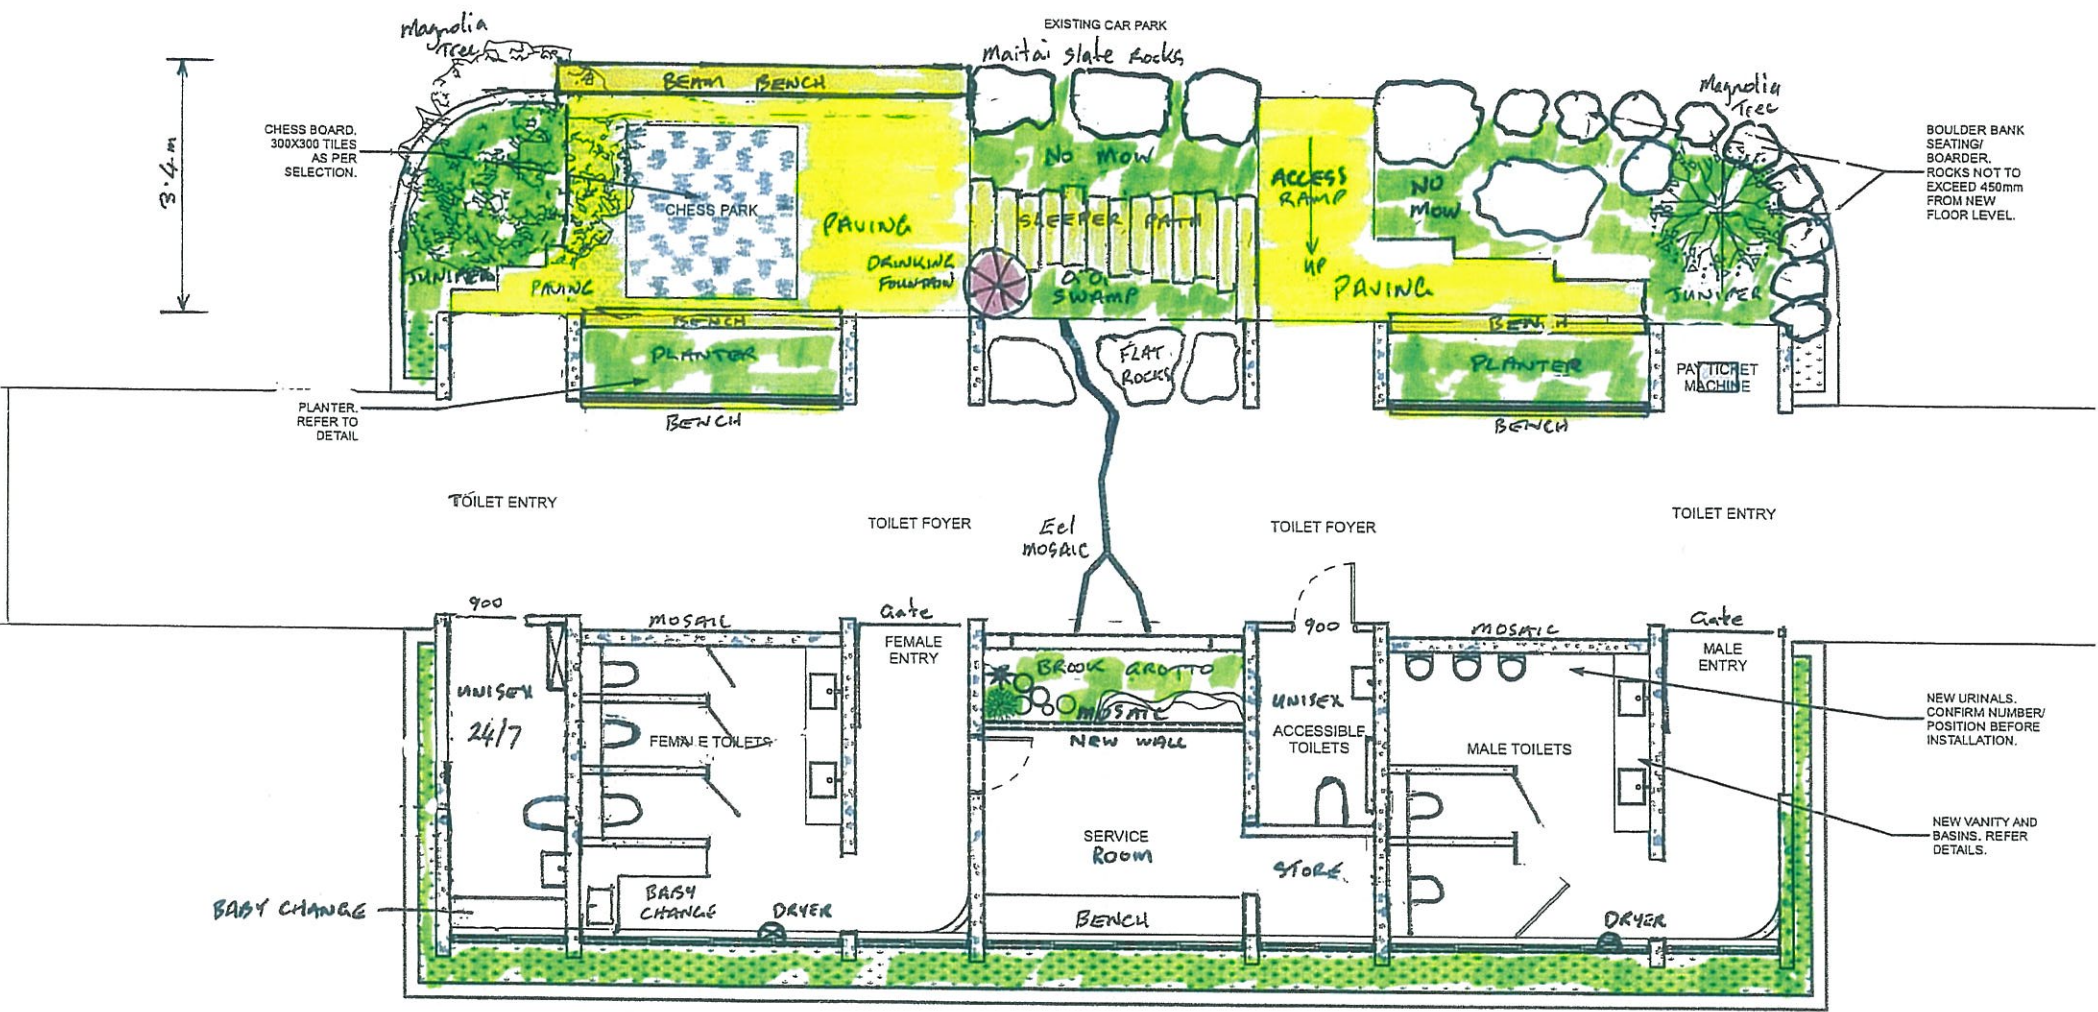 Magnolia
Tree
EXISTING CAR PARK
Maitai Slate Rocks
BEAM BENCH
Magnolia
Tree
3.4m
CHESS BOARD.
300X300 TILES
AS PER
SELECTION.
BOULDER BANK
SEATING/
BOARDER.
ROCKS NOT TO
EXCEED 450mm
FROM NEW
FLOOR LEVEL.
No MOW
ACCESS
RAMP
UP
NO
MOW
CHESS PARK
PAVING
SLEEPER PATH
DRINKING
FOUNTAIN
JUNIPER
PAVING
OiOi
SWAMP
PAVING
JUNIPER
BENCH
PLANTER
FLAT
ROCKS
BENCH
PLANTER
PAY TICKET
MACHINE
PLANTER.
REFER TO
DETAIL
BENCH
BENCH
TOILET ENTRY
TOILET FOYER
Eel
MOSAIC
TOILET FOYER
TOILET ENTRY
900
MOSAIC
Gate
900
MOSAIC
Gate
FEMALE
ENTRY
MALE
ENTRY
BROOK GROTTO
MOSAIC
NEW WALL
UNISEX
24/7
FEMALE TOILETS
UNISEX
ACCESSIBLE
TOILETS
MALE TOILETS
NEW URINALS.
CONFIRM NUMBER/
POSITION BEFORE
INSTALLATION.
NEW VANITY AND
BASINS. REFER
DETAILS.
SERVICE
ROOM
STORE
BABY CHANGE
BABY
CHANGE
DRYER
BENCH
DRYER